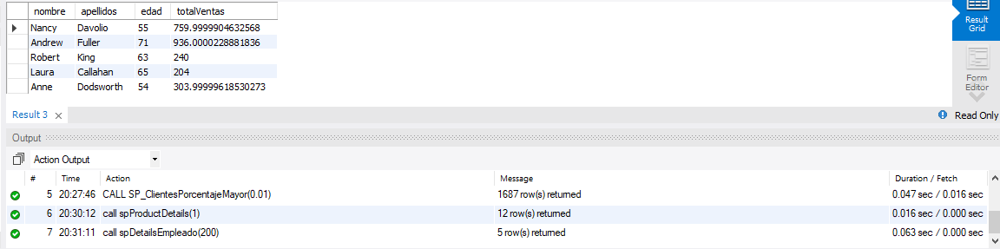 nombre apellidos edad totalVentas
Nancy Davolio 55 759.9999904632568
Andrew Fuller 71 936.0000228881836
Robert King 63 240
Laura Callahan 65 204
Anne Dodsworth 54 303.99999618530273
Result Grid
Form Editor
Result 3 × Read Only
Output
Action Output
# Time Action Message Duration / Fetch
5 20:27:46 CALL SP_ClientesPorcentajeMayor(0.01) 1687 row(s) returned 0.047 sec / 0.016 sec
6 20:30:12 call spProductDetails(1) 12 row(s) returned 0.016 sec / 0.000 sec
7 20:31:11 call spDetailsEmpleado(200) 5 row(s) returned 0.063 sec / 0.000 sec